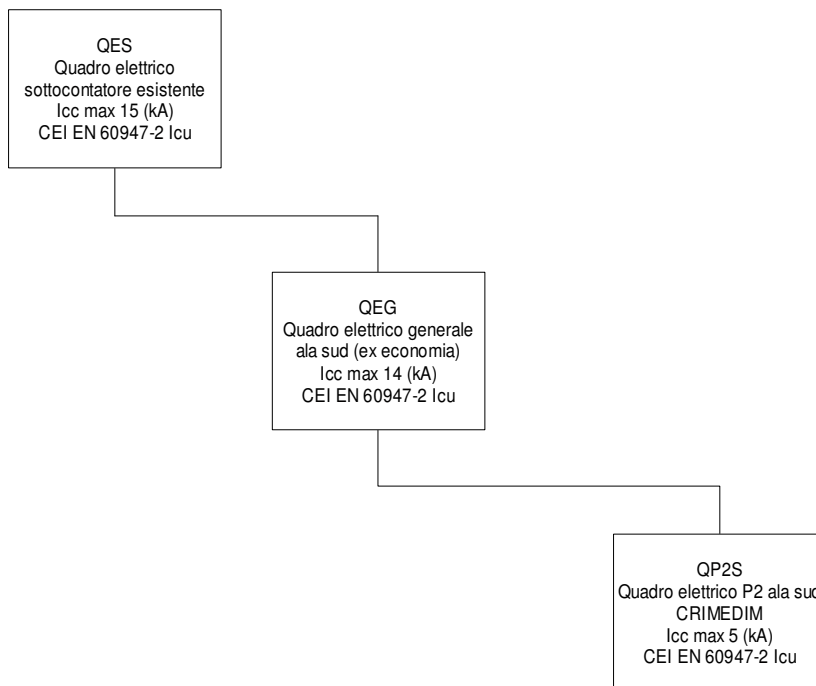 QES
Quadro elettrico
sottocontatore esistente
Icc max 15 (kA)
CEI EN 60947-2 Icu
QEG
Quadro elettrico generale
ala sud (ex economia)
Icc max 14 (kA)
CEI EN 60947-2 Icu
QP2S
Quadro elettrico P2 ala sud
CRIMEDIM
Icc max 5 (kA)
CEI EN 60947-2 Icu